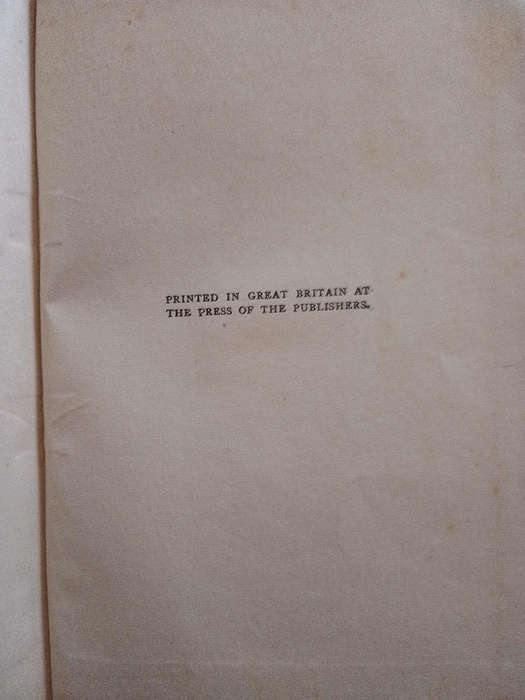 PRINTED IN GREAT BRITAIN AT
THE PRESS OF THE PUBLISHERS.